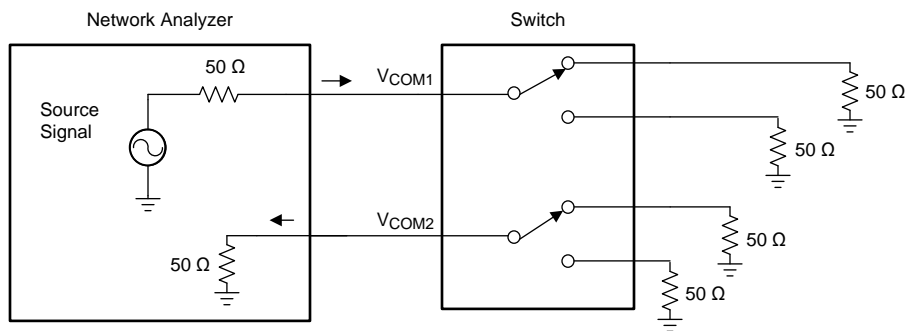 Network Analyzer
Switch
50 Ω
VCOM1
Source
Signal
50 Ω
50 Ω
VCOM2
50 Ω
50 Ω
50 Ω